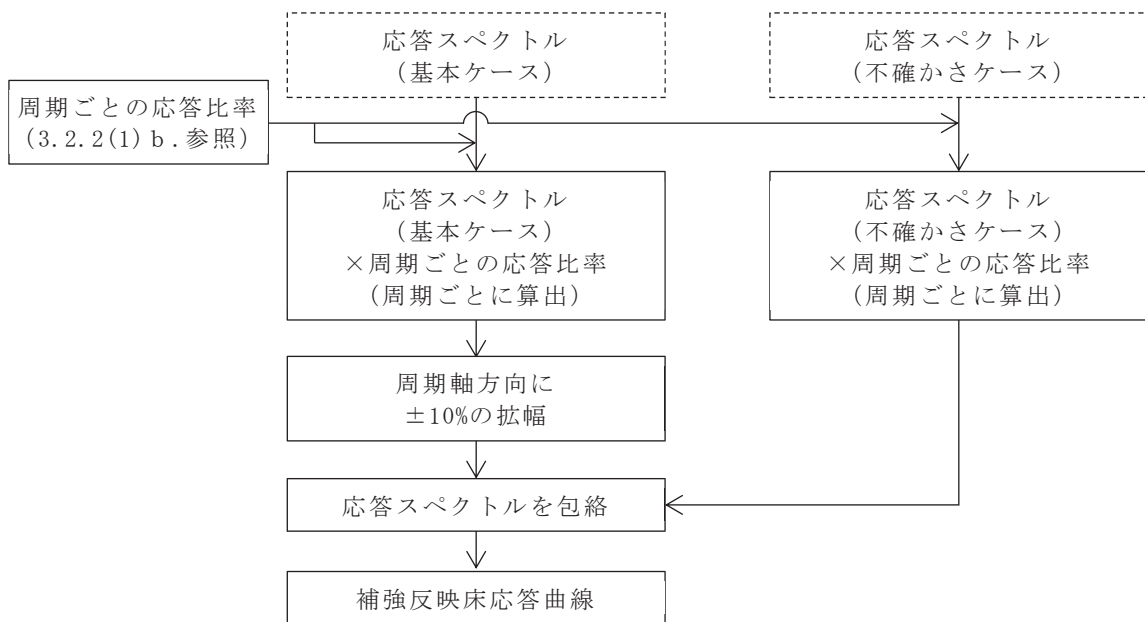 応答スペクトル
(基本ケース)
応答スペクトル
(不確かさケース)
周期ごとの応答比率
(3.2.2(1)b.参照)
応答スペクトル
(基本ケース)
×周期ごとの応答比率
(周期ごとに算出)
応答スペクトル
(不確かさケース)
×周期ごとの応答比率
(周期ごとに算出)
周期軸方向に
±10%の拡幅
応答スペクトルを包絡
補強反映床応答曲線